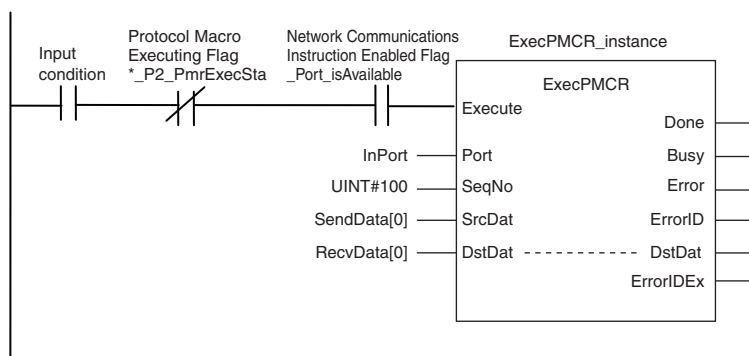 Input
condition
Protocol Macro
Executing Flag
*_P2_PmrExecSta
Network Communications
Instruction Enabled Flag
_Port_isAvailable
ExecPMCR_instance
ExecPMCR
Execute
Done
InPort Port Busy
UINT#100 SeqNo Error
SendData[0] SrcDat ErrorID
RecvData[0] DstDat DstDat
ErrorIDEx